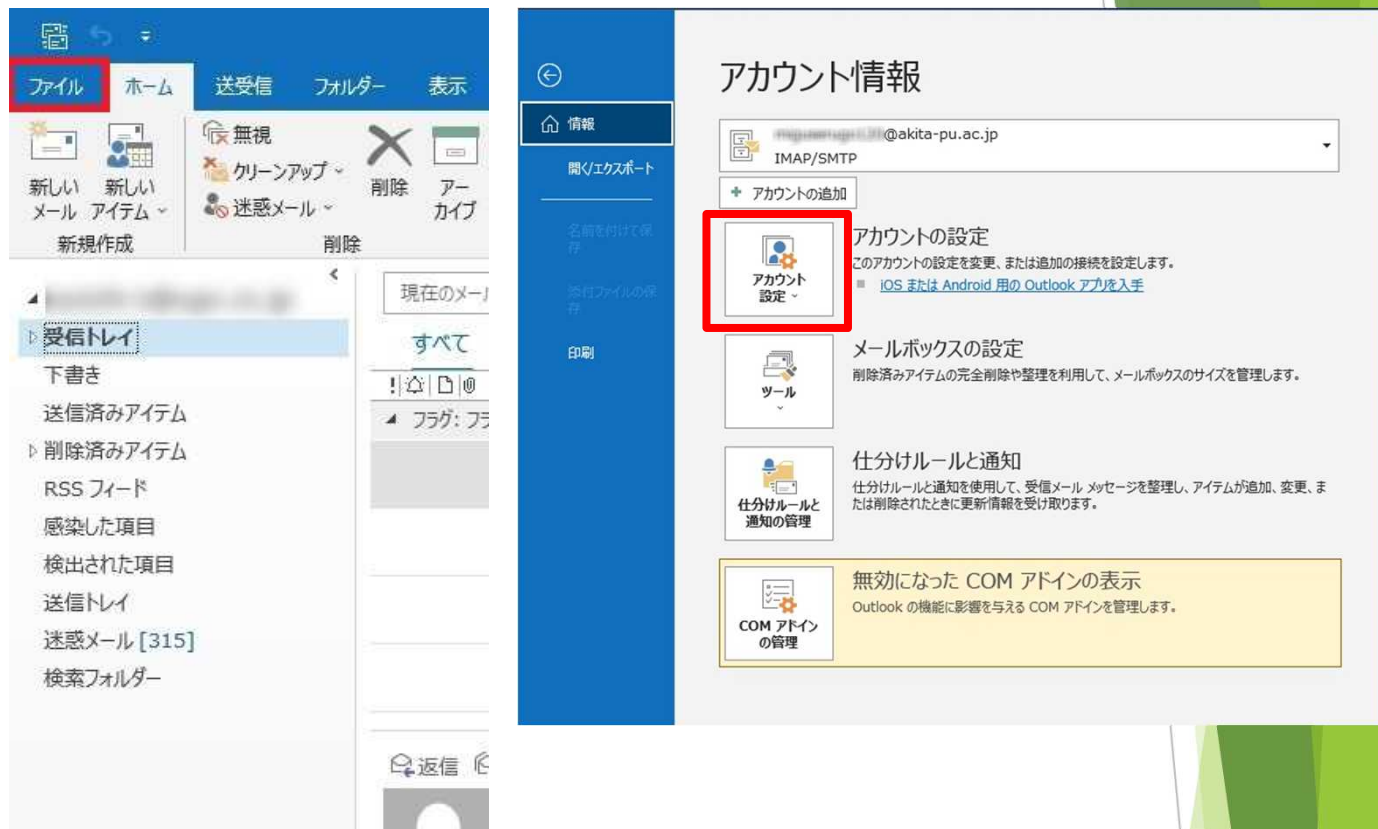 ファイル ホーム 送受信 フォルダー 表示
新しい メール
新しい アイテム
無視
クリーンアップ
迷惑メール
削除
アー
カイブ
新規作成
削除
現在のメー
受信トレイ
すべて
下書き
送信済みアイテム
フラグ: フラ
削除済みアイテム
RSS フィード
感染した項目
検出された項目
送信トレイ
迷惑メール [315]
検索フォルダー
返信
情報
開く/エクスポート
名前を付けて保
存
添付ファイルの保
存
印刷
アカウント情報
@akita-pu.ac.jp
IMAP/SMTP
アカウントの追加
アカウント
設定
アカウントの設定
このアカウントの設定を変更、または追加の接続を設定します。
iOS または Android 用の Outlook アプリを入手
ツール
メールボックスの設定
削除済みアイテムの完全削除や整理を利用して、メールボックスのサイズを管理します。
仕分けルールと
通知の管理
仕分けルールと通知
仕分けルールと通知を使用して、受信メール メッセージを整理し、アイテムが追加、変更、ま
たは削除されたときに更新情報を受け取ります。
COM アドイン
の管理
無効になった COM アドインの表示
Outlook の機能に影響を与える COM アドインを管理します。